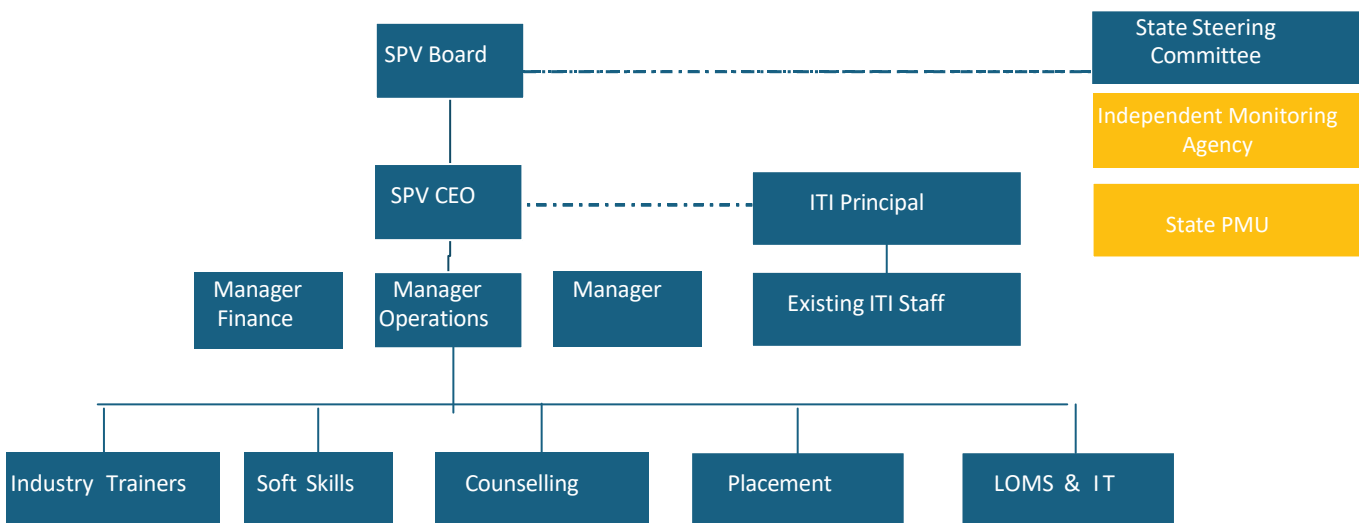 SPV Board
State Steering
Committee
Independent Monitoring
Agency
SPV CEO
ITI Principal
State PMU
Manager
Finance
Manager
Operations
Manager
Existing ITI Staff
Industry Trainers
Soft Skills
Counselling
Placement
LOMS & IT